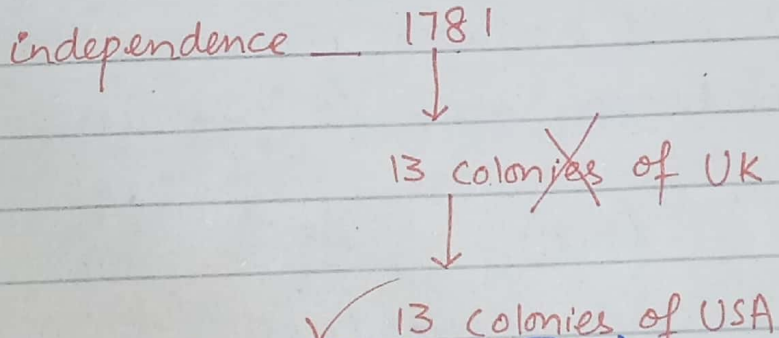 independence — 1781
13 colonies of UK
13 colonies of USA